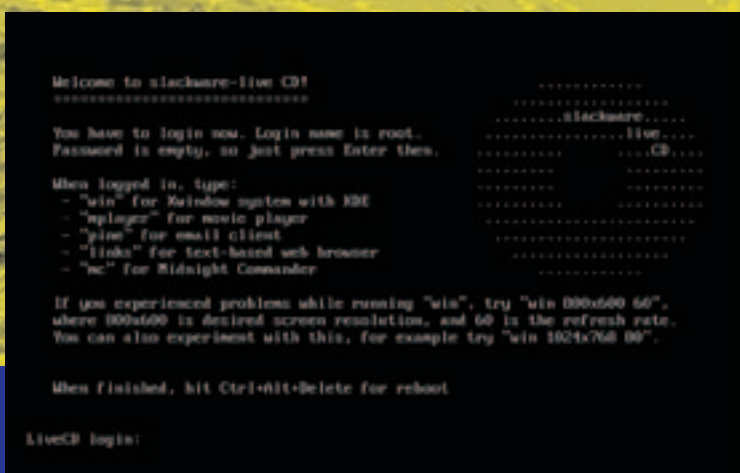 Welcome to slackware-live CD!
=============================
You have to login now. Login name is root.
Password is empty, so just press Enter then.
When logged in, type:
- "win" for Xwindow system with KDE
- "mplayer" for movie player
- "pine" for email client
- "links" for text-based web browser
- "mc" for Midnight Commander
slackware
live
CD
If you experienced problems while running "win", try "win 800x600 60",
where 800x600 is desired screen resolution, and 60 is the refresh rate.
You can also experiment with this, for example try "win 1024x768 80".
When finished, hit Ctrl+Alt+Delete for reboot
LiveCD login: